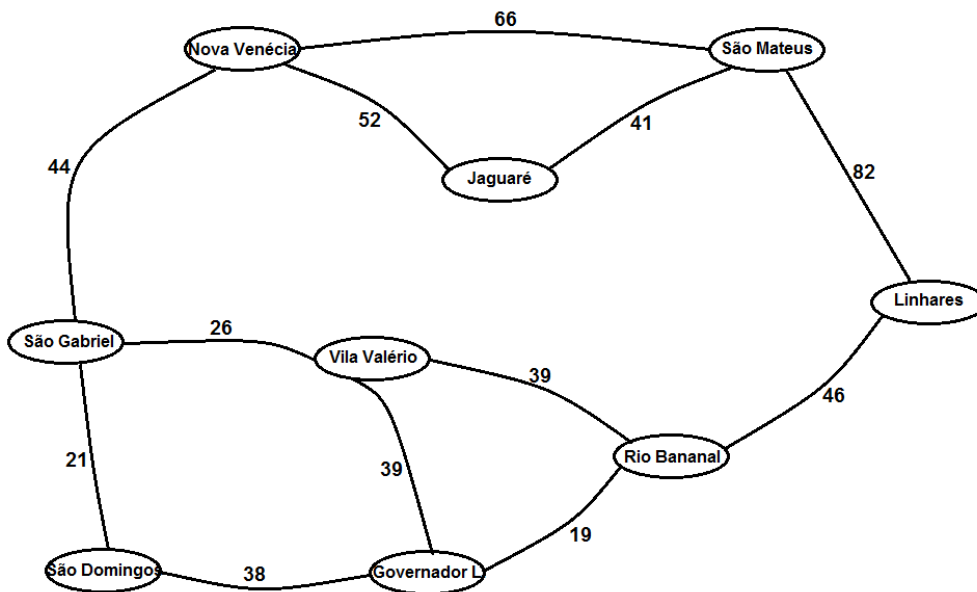 66
Nova Venécia
São Mateus
52
41
44
Jaguaré
82
Linhares
26
São Gabriel
Vila Valério
39
46
21
39
Rio Bananal
19
São Domingos
38
Governador L